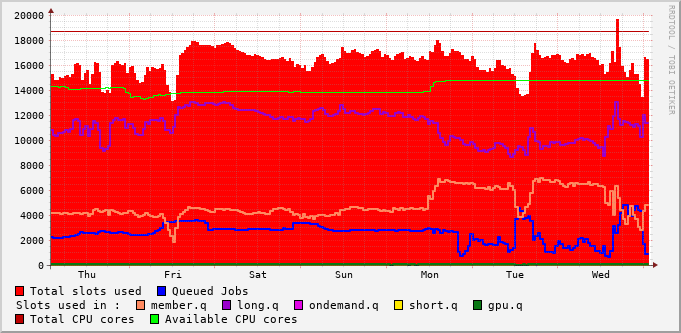 20000
18000
16000
14000
12000
10000
8000
6000
4000
2000
0
Thu Fri Sat Sun Mon Tue Wed
Total slots used Queued Jobs
Slots used in : member.q long.q ondemand.q short.q gpu.q
Total CPU cores Available CPU cores
RRDTOOL / TOBI OETIKER